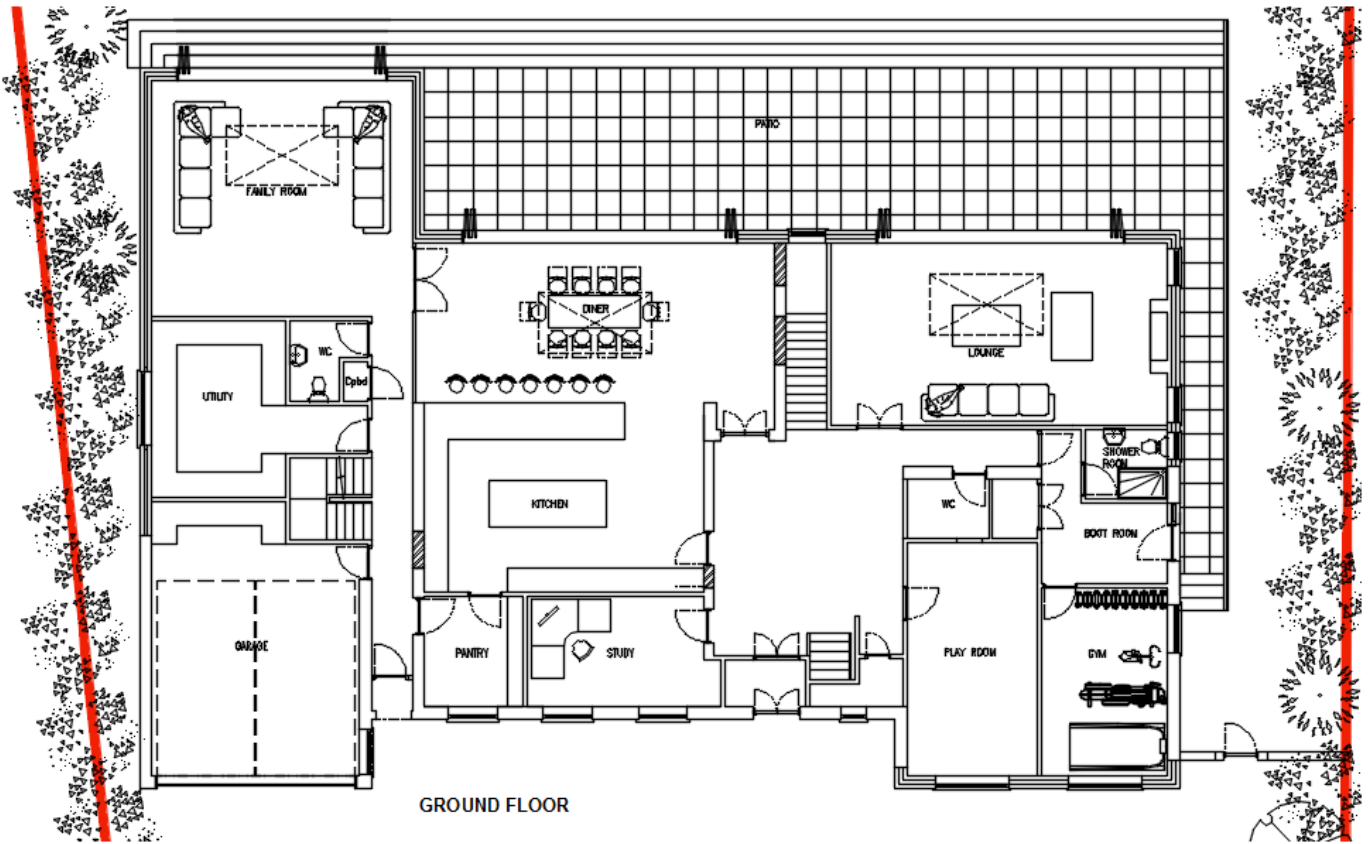 PATIO
FAMILY ROOM
DINER
WC
LOUNGE
Cpbd
UTILITY
SHOWER
ROOM
KITCHEN
WC
BOOT ROOM
GARAGE
PANTRY
STUDY
PLAY ROOM
GYM
GROUND FLOOR